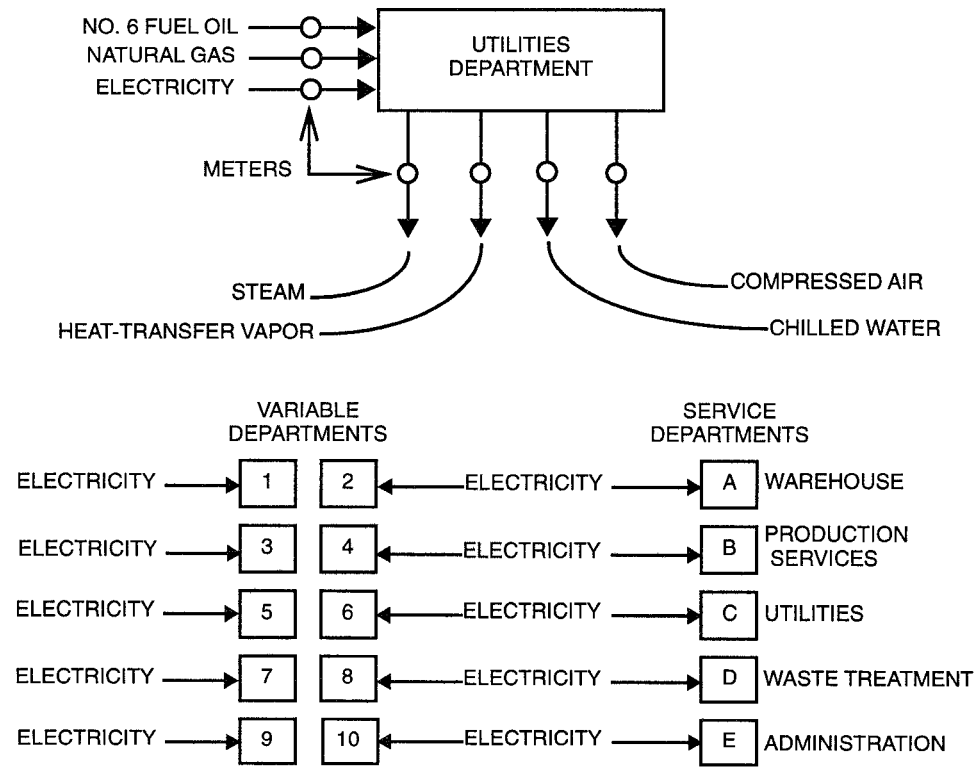 NO. 6 FUEL OIL
NATURAL GAS
ELECTRICITY
UTILITIES
DEPARTMENT
METERS
STEAM
HEAT-TRANSFER VAPOR
COMPRESSED AIR
CHILLED WATER
VARIABLE
DEPARTMENTS
SERVICE
DEPARTMENTS
ELECTRICITY 1 2 ELECTRICITY A WAREHOUSE
ELECTRICITY 3 4 ELECTRICITY B PRODUCTION
SERVICES
ELECTRICITY 5 6 ELECTRICITY C UTILITIES
ELECTRICITY 7 8 ELECTRICITY D WASTE TREATMENT
ELECTRICITY 9 10 ELECTRICITY E ADMINISTRATION